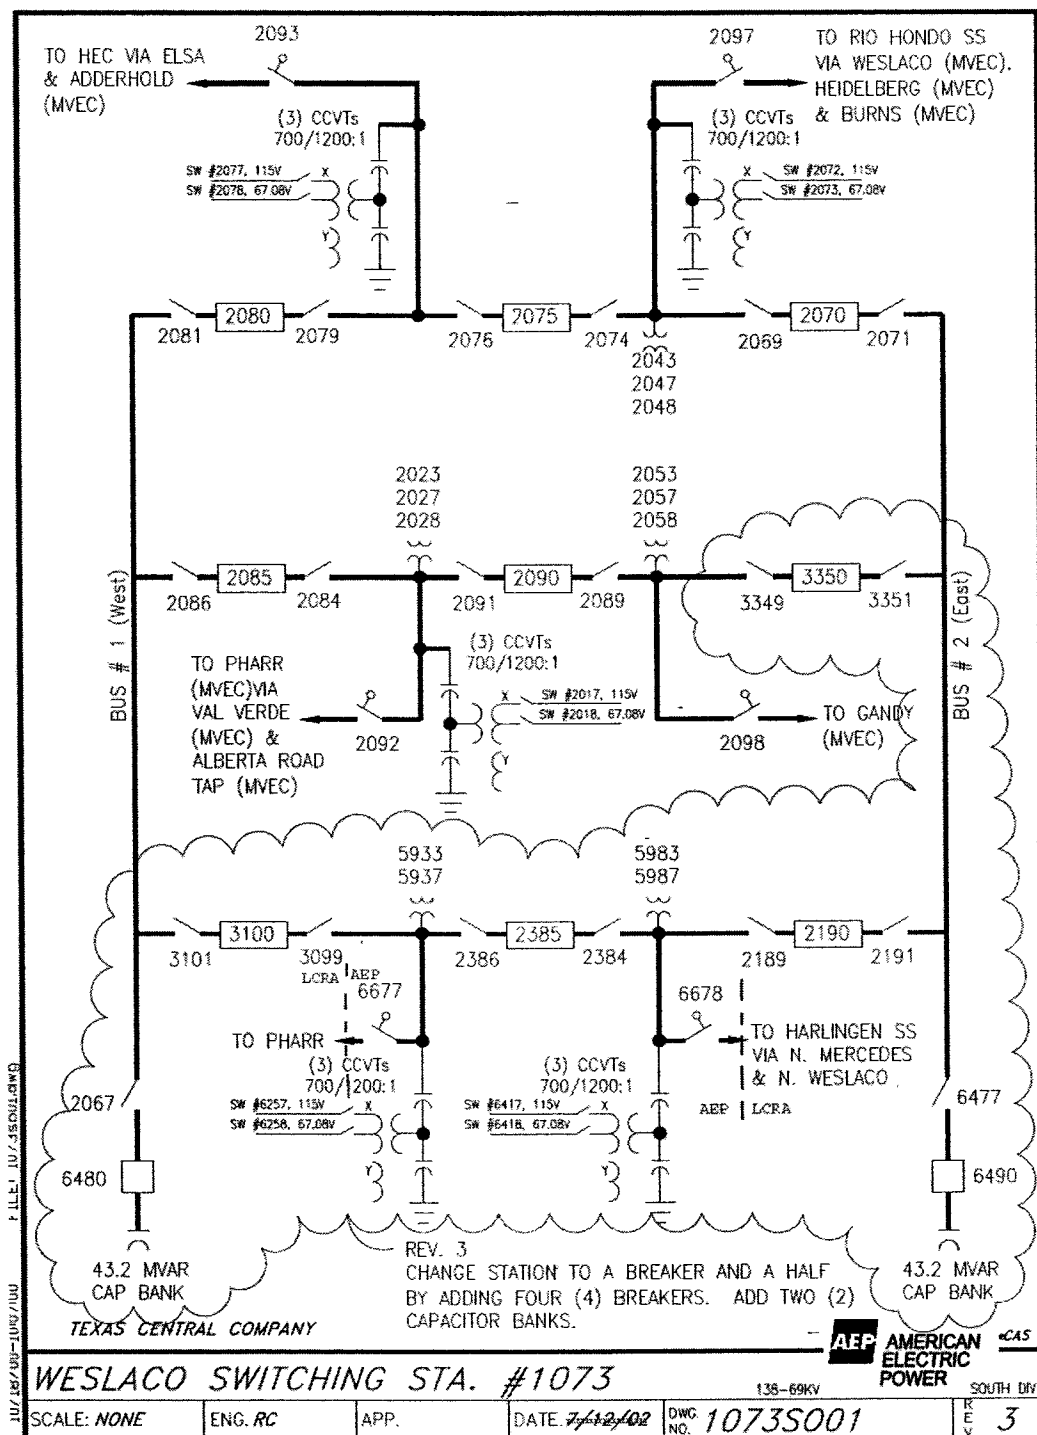 2093
TO HEC VIA ELSA
& ADDERHOLD
(MVEC)
2097
TO RIO HONDO SS
VIA WESLACO (MVEC).
HEIDELBERG (MVEC)
& BURNS (MVEC)
(3) CCVTs
700/1200:1
SW #2077, 115V
SW #2078, 67.08V
X
Y
(3) CCVTs
700/1200:1
X
SW #2072, 115V
SW #2073, 67.08V
Y
2081
2080
2079
2076
2075
2074
2069
2070
2071
2043
2047
2048
2023
2027
2028
2053
2057
2058
BUS # 1 (West)
BUS # 2 (East)
2086
2085
2084
2091
2090
2089
3349
3350
3351
TO PHARR
(MVEC)VIA
VAL VERDE
(MVEC) &
ALBERTA ROAD
TAP (MVEC)
2092
(3) CCVTs
700/1200:1
X
SW #2017, 115V
SW #2018, 67.08V
Y
2098
TO GANDY
(MVEC)
5933
5937
5983
5987
3101
3100
3099
2386
2385
2384
2189
2190
2191
LCRA
AEP
6677
TO PHARR
6678
TO HARLINGEN SS
VIA N. MERCEDES
& N. WESLACO
AEP
LCRA
(3) CCVTs
700/1200:1
SW #6257, 115V
SW #6258, 67.08V
X
Y
(3) CCVTs
700/1200:1
SW #6417, 115V
SW #6418, 67.08V
X
Y
2067
6480
43.2 MVAR
CAP BANK
6477
6490
43.2 MVAR
CAP BANK
REV. 3
CHANGE STATION TO A BREAKER AND A HALF
BY ADDING FOUR (4) BREAKERS. ADD TWO (2)
CAPACITOR BANKS.
TEXAS CENTRAL COMPANY
AEP
AMERICAN
ELECTRIC
POWER
WESLACO SWITCHING STA. #1073
138-69KV
SOUTH DIV
SCALE: NONE
ENG. RC
APP.
DATE. 7/12/02
DWG. NO. 1073S001
REV 3